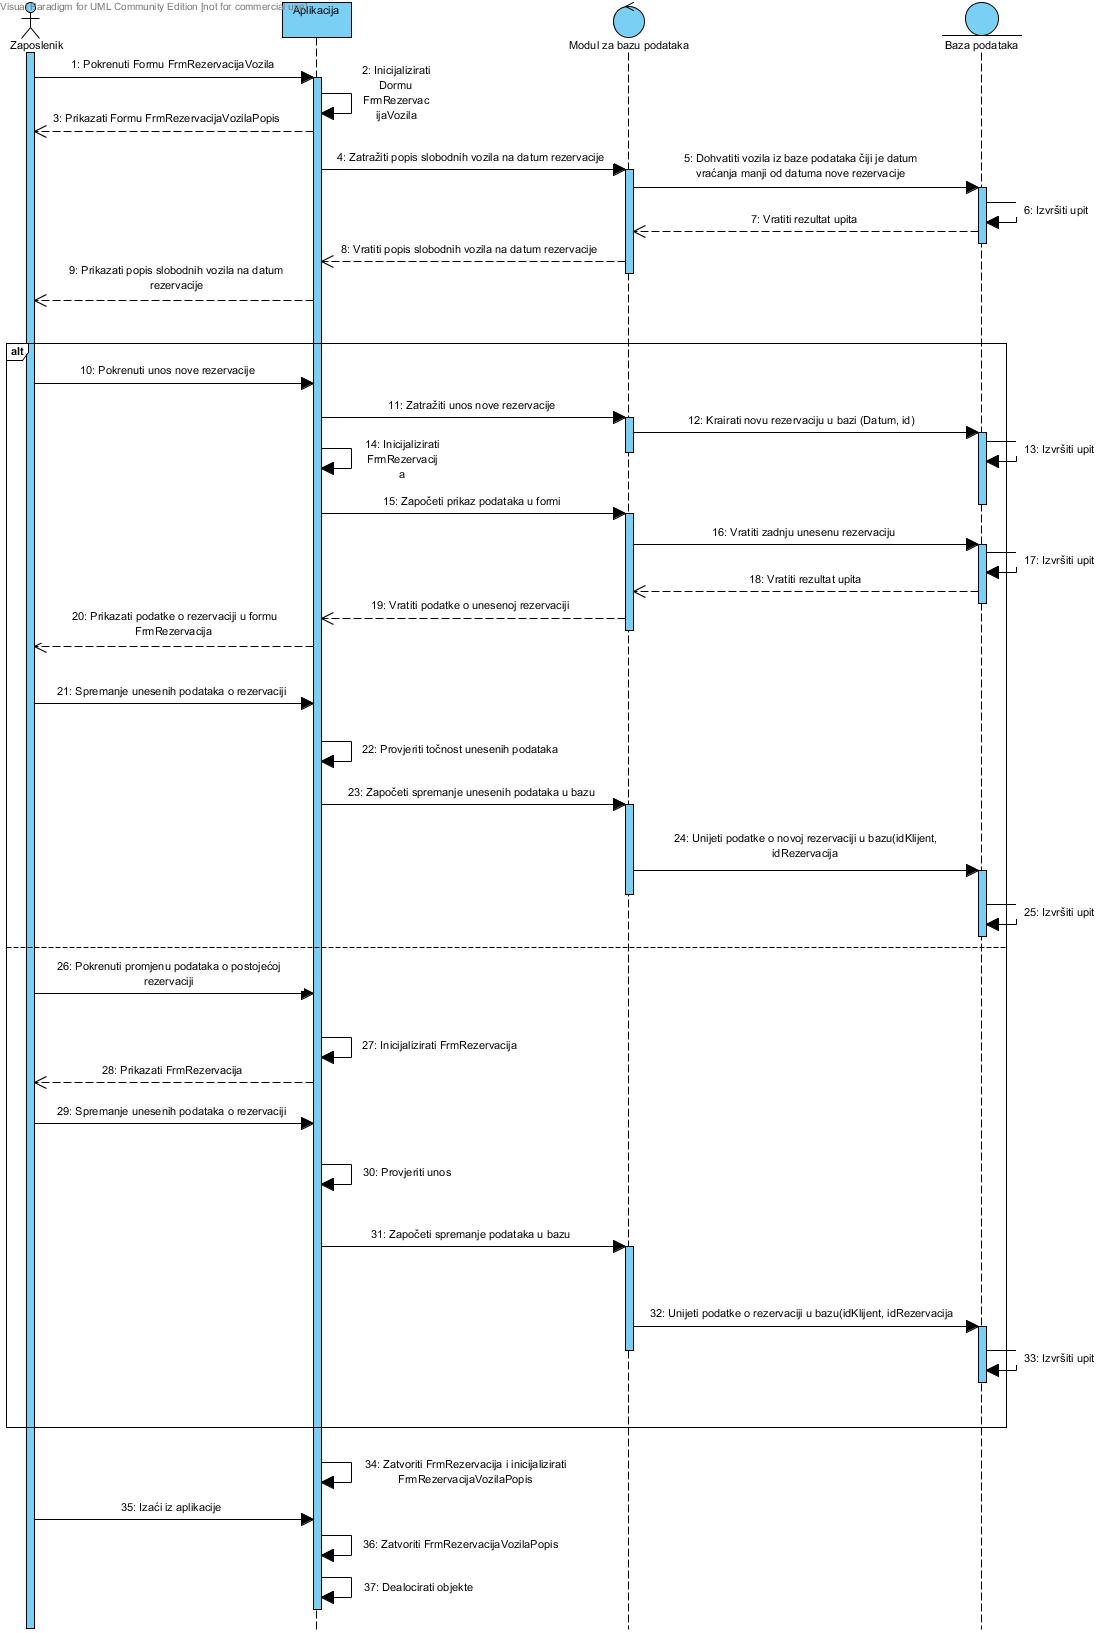 Visual Paradigm for UML Community Edition [not for commercial use]
Zaposlenik
Aplikacija
Modul za bazu podataka
Baza podataka
1: Pokrenuti Formu FrmRezervacijaVozila
2: Inicijalizirati
Dormu
FrmRezervac
ijaVozila
3: Prikazati Formu FrmRezervacijaVozilaPopis
4: Zatražiti popis slobodnih vozila na datum rezervacije
5: Dohvatiti vozila iz baze podataka čiji je datum
vraćanja manji od datuma nove rezervacije
6: Izvršiti upit
7: Vratiti rezultat upita
8: Vratiti popis slobodnih vozila na datum rezervacije
9: Prikazati popis slobodnih vozila na datum
rezervacije
alt
10: Pokrenuti unos nove rezervacije
11: Zatražiti unos nove rezervacije
12: Krairati novu rezervaciju u bazi (Datum, id)
13: Izvršiti upit
14: Inicijalizirati
FrmRezervacij
a
15: Započeti prikaz podataka u formi
16: Vratiti zadnju unesenu rezervaciju
17: Izvršiti upit
18: Vratiti rezultat upita
19: Vratiti podatke o unesenoj rezervaciji
20: Prikazati podatke o rezervaciji u formu
FrmRezervacija
21: Spremanje unesenih podataka o rezervaciji
22: Provjeriti točnost unesenih podataka
23: Započeti spremanje unesenih podataka u bazu
24: Unijeti podatke o novoj rezervaciji u bazu(idKlijent,
idRezervacija
25: Izvršiti upit
26: Pokrenuti promjenu podataka o postojećoj
rezervaciji
27: Inicijalizirati FrmRezervacija
28: Prikazati FrmRezervacija
29: Spremanje unesenih podataka o rezervaciji
30: Provjeriti unos
31: Započeti spremanje podataka u bazu
32: Unijeti podatke o rezervaciji u bazu(idKlijent, idRezervacija
33: Izvršiti upit
34: Zatvoriti FrmRezervacija i inicijalizirati
FrmRezervacijaVozilaPopis
35: Izaći iz aplikacije
36: Zatvoriti FrmRezervacijaVozilaPopis
37: Dealocirati objekte